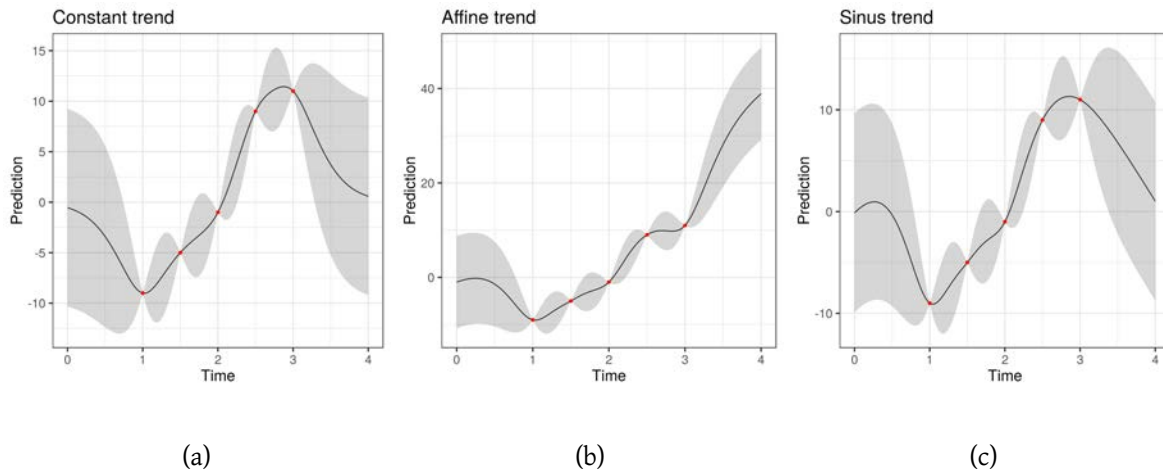 Constant trend
Prediction
15
10
5
0
-5
-10
0 1 2 3 4
Time
(a)
Affine trend
Prediction
40
20
0
0 1 2 3 4
Time
(b)
Sinus trend
Prediction
10
0
-10
0 1 2 3 4
Time
(c)